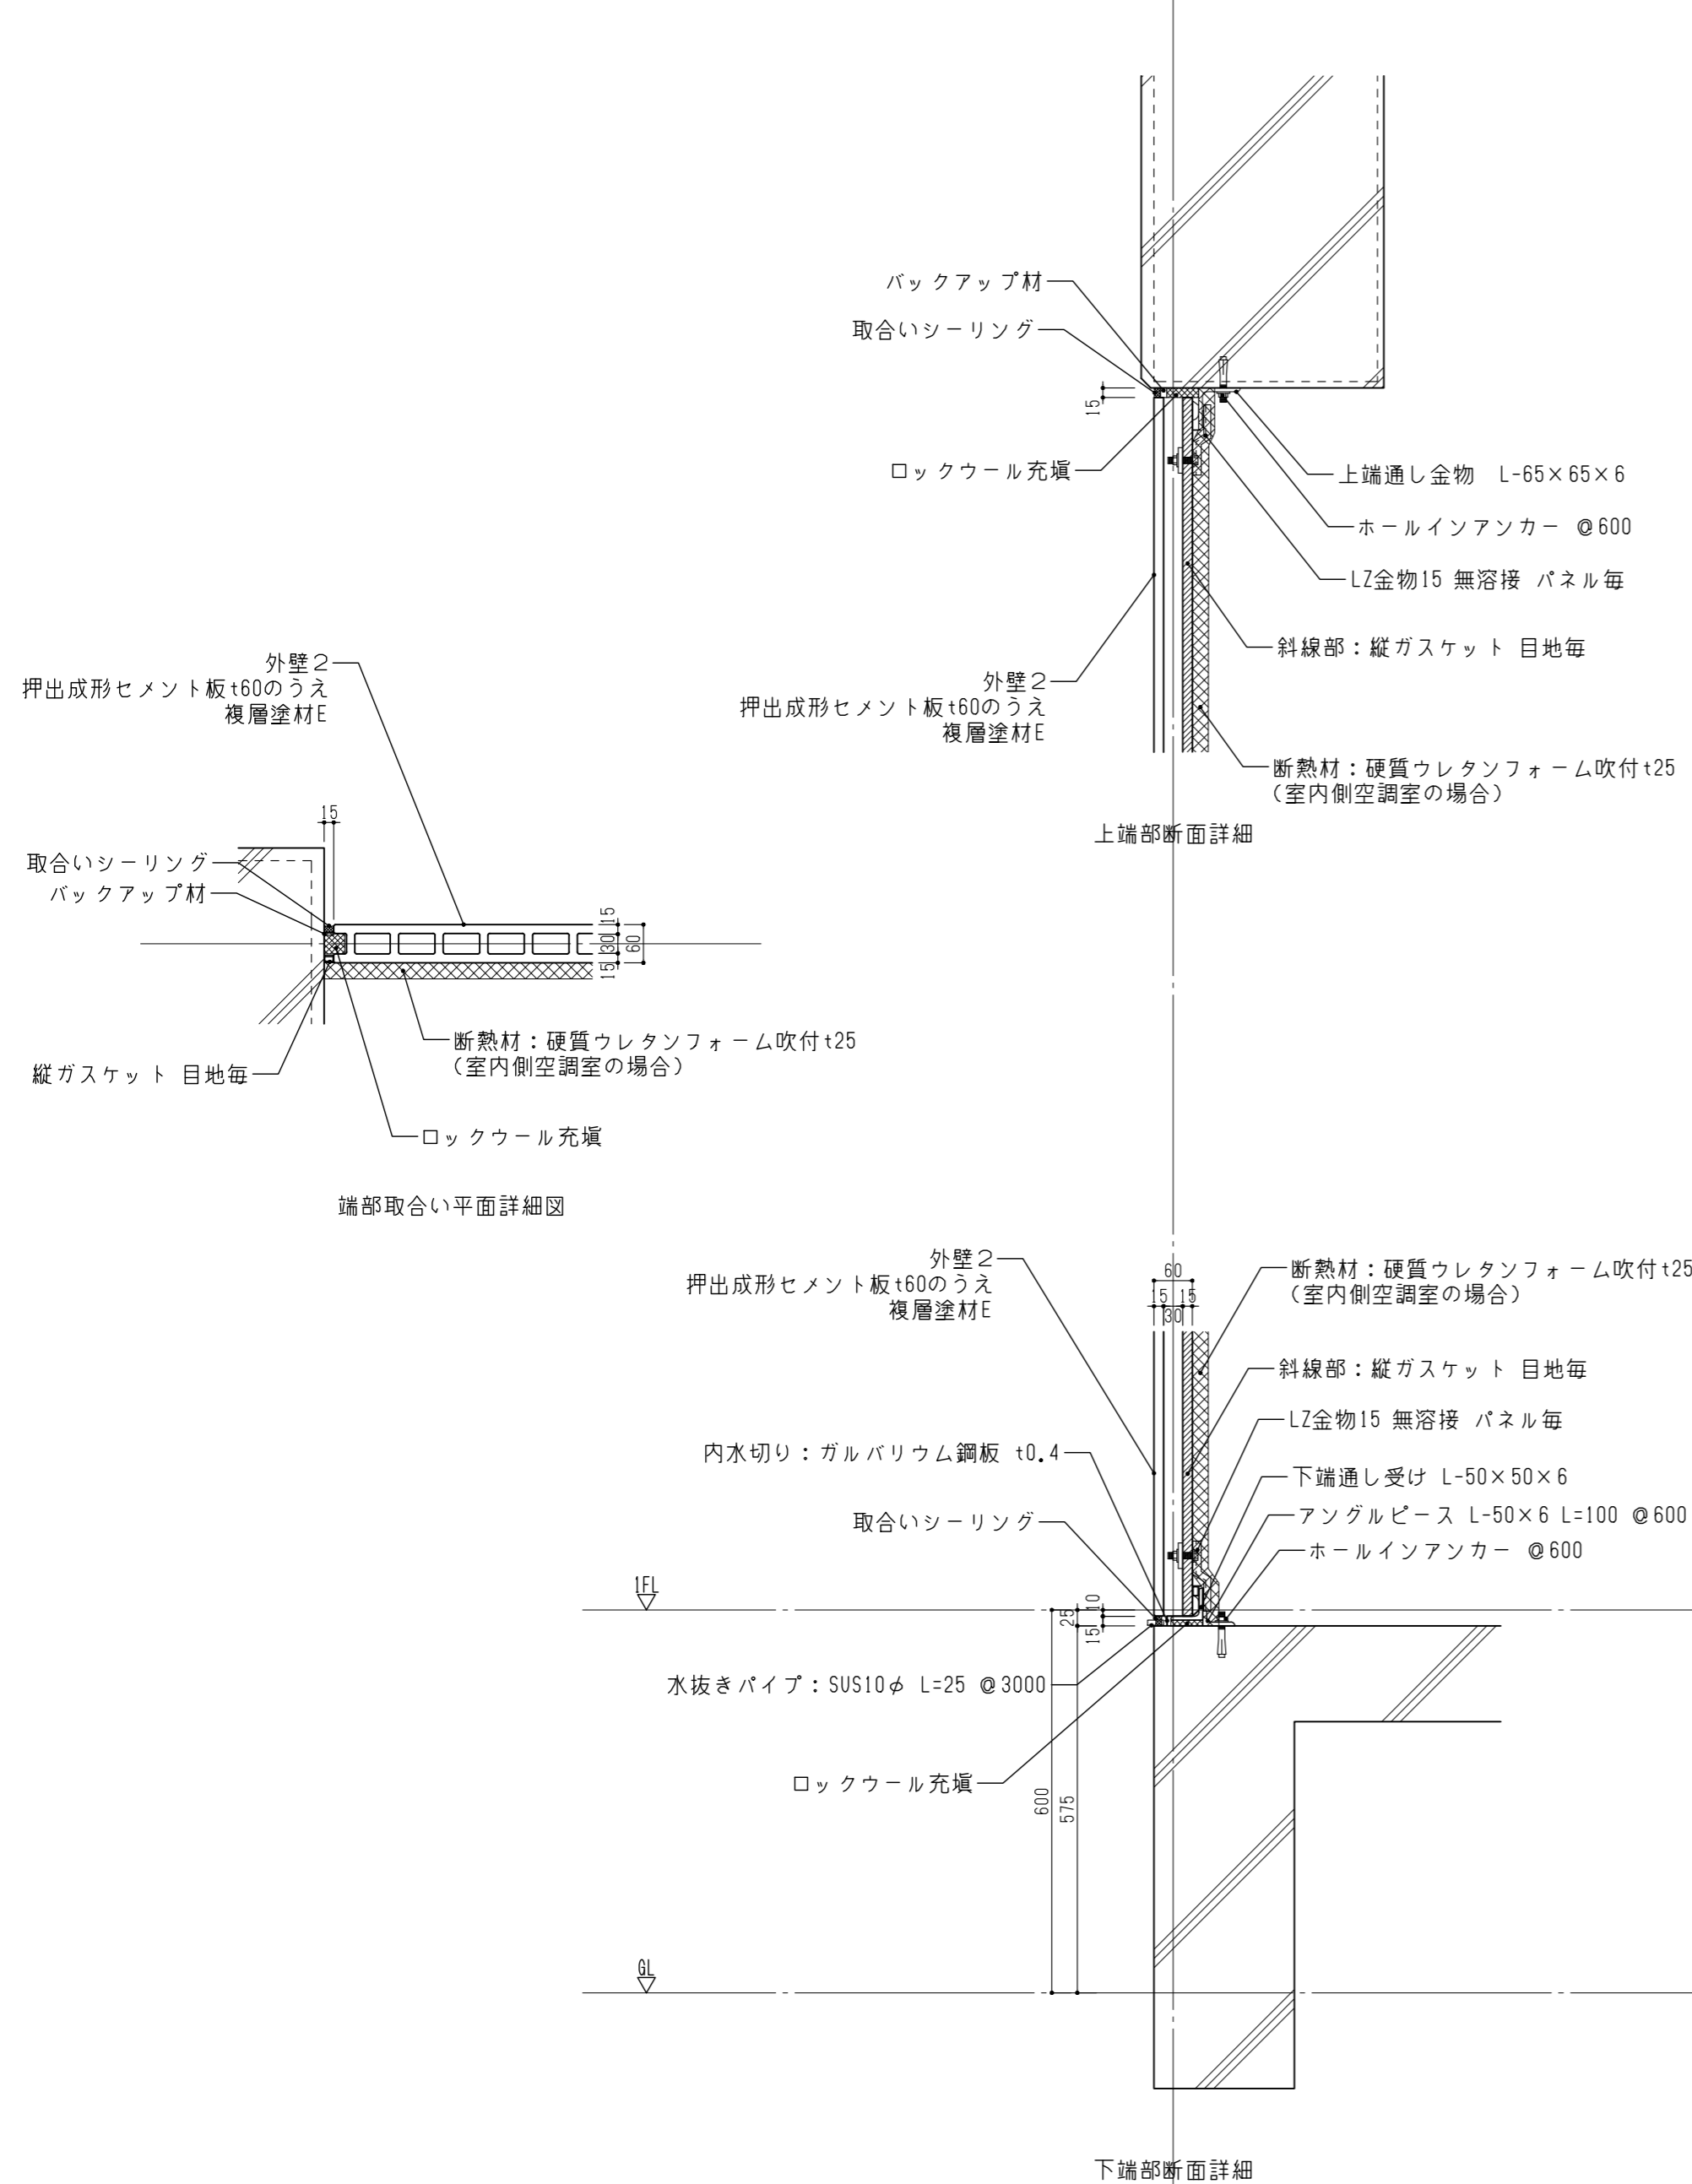 バックアップ材
取合いシーリング
15
ロックウール充填
上端通し金物 L-65×65×6
ホールインアンカー @600
LZ金物15 無溶接 パネル毎
斜線部：縦ガスケット 目地毎
外壁2
押出成形セメント板t60のうえ
複層塗材E
断熱材：硬質ウレタンフォーム吹付t25
(室内側空調室の場合)
上端部断面詳細
外壁2
押出成形セメント板t60のうえ
複層塗材E
15
取合いシーリング
バックアップ材
15
30
15
60
断熱材：硬質ウレタンフォーム吹付t25
(室内側空調室の場合)
縦ガスケット 目地毎
ロックウール充填
端部取合い平面詳細図
外壁2
押出成形セメント板t60のうえ
複層塗材E
60
15
30
15
断熱材：硬質ウレタンフォーム吹付t25
(室内側空調室の場合)
斜線部：縦ガスケット 目地毎
LZ金物15 無溶接 パネル毎
内水切り：ガルバリウム鋼板 t0.4
下端通し受け L-50×50×6
アングルピース L-50×6 L=100 @600
取合いシーリング
ホールインアンカー @600
1FL
10
25
15
水抜きパイプ：SUS10φ L=25 @3000
ロックウール充填
600
575
GL
下端部断面詳細